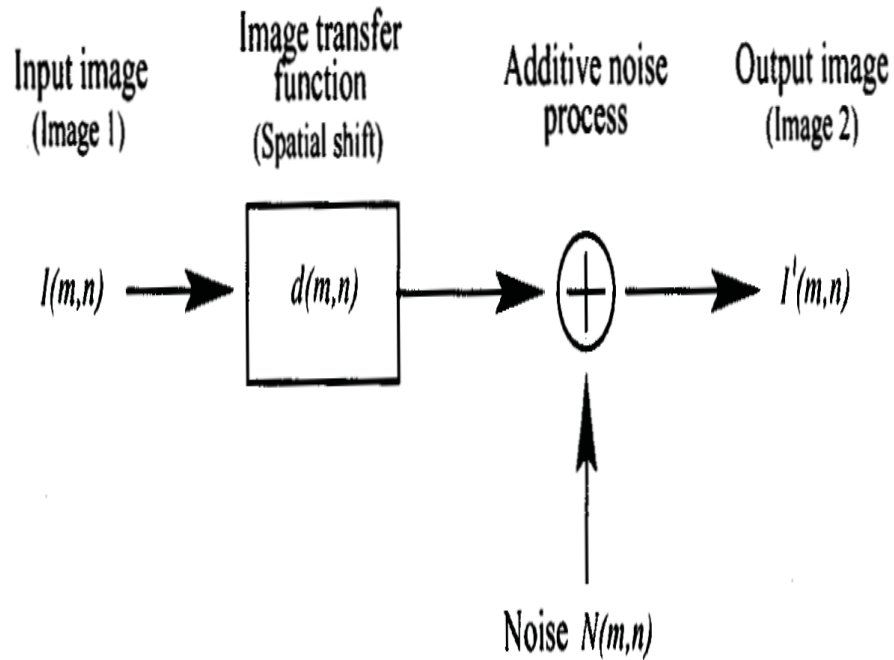 Input image
(Image 1)
Image transfer
function
(Spatial shift)
Additive noise
process
Output image
(Image 2)
I(m,n)
d(m,n)
I'(m,n)
Noise N(m,n)